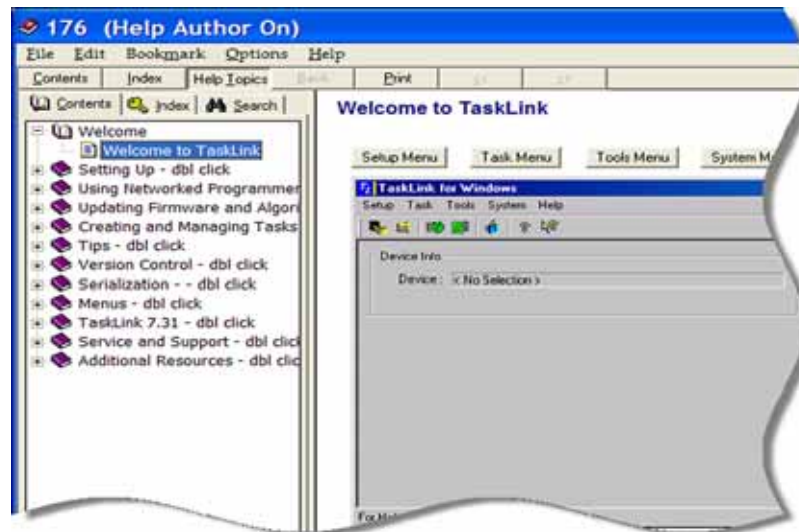 176 (Help Author On)
File Edit Bookmark Options Help
Contents Index Help Topics Back Print << >>
Contents Index Search
Welcome
Welcome to TaskLink
Setting Up - dbl click
Using Networked Programmer
Updating Firmware and Algori
Creating and Managing Tasks
Tips - dbl click
Version Control - dbl click
Serialization - - dbl click
Menus - dbl click
TaskLink 7.31 - dbl click
Service and Support - dbl click
Additional Resources - dbl clic
Welcome to TaskLink
Setup Menu Task Menu Tools Menu System M
TaskLink for Windows
Setup Task Tools System Help
Device Info
Device: < No Selection >
For Hel